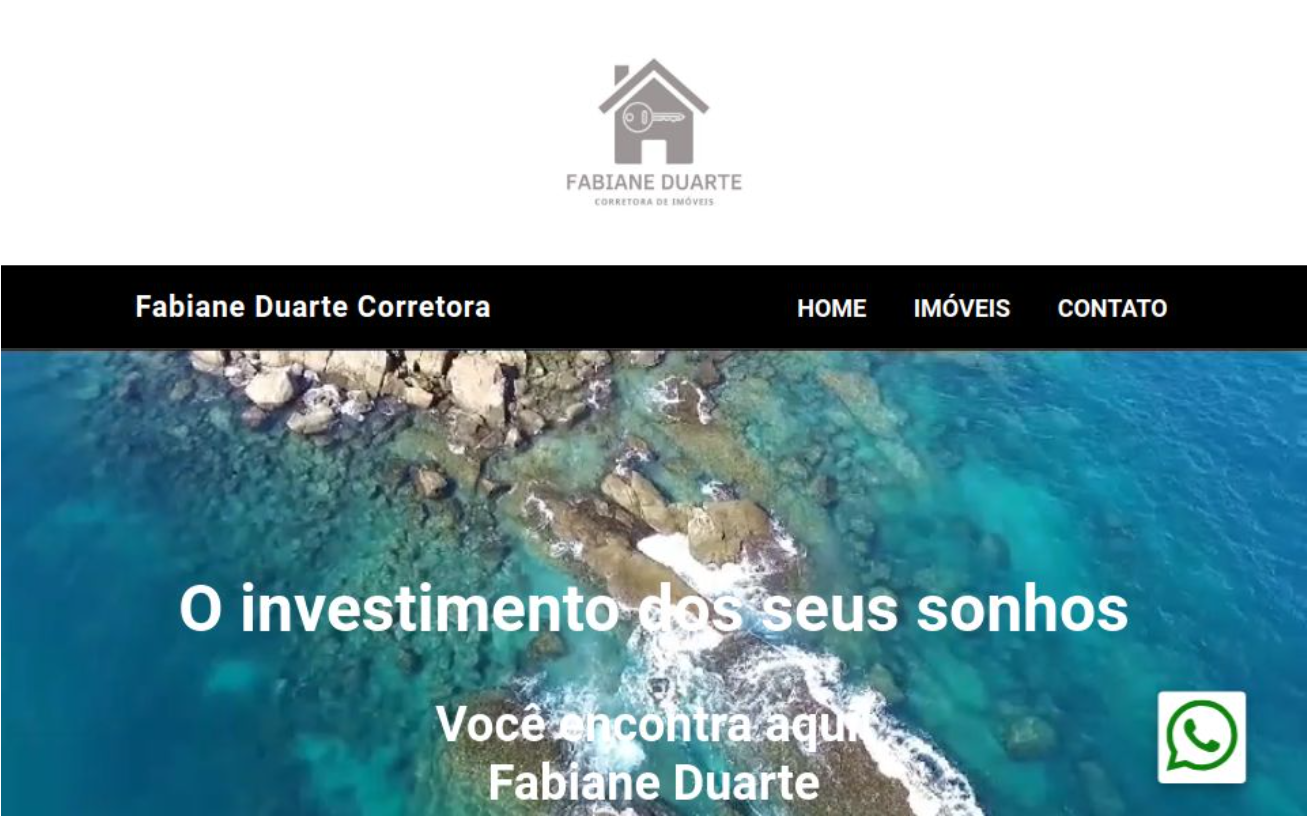 FABIANE DUARTE
CORRETORA DE IMÓVEIS
Fabiane Duarte Corretora
HOME IMÓVEIS CONTATO
O investimento dos seus sonhos
Você encontra aqui
Fabiane Duarte